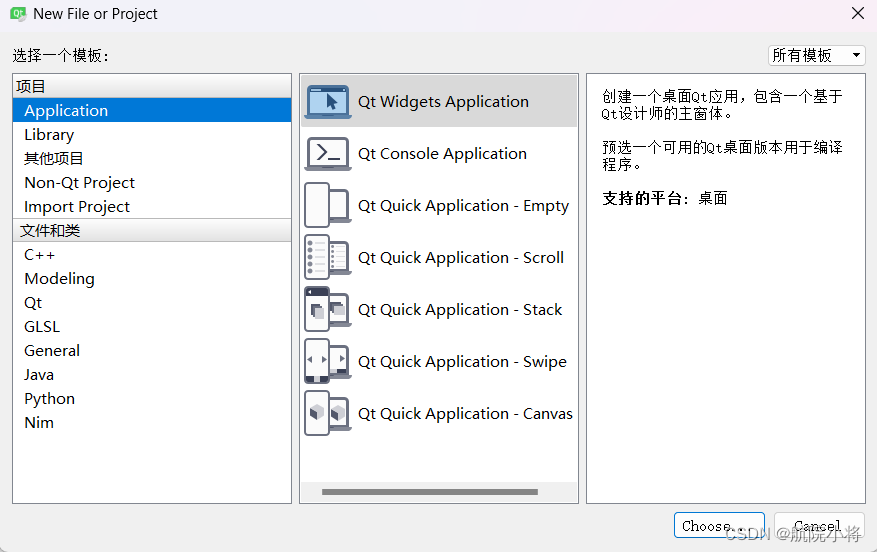 New File or Project
选择一个模板：
所有模板
项目
Application
Library
其他项目
Non-Qt Project
Import Project
文件和类
C++
Modeling
Qt
GLSL
General
Java
Python
Nim
Qt Widgets Application
Qt Console Application
Qt Quick Application - Empty
Qt Quick Application - Scroll
Qt Quick Application - Stack
Qt Quick Application - Swipe
Qt Quick Application - Canvas
创建一个桌面Qt应用，包含一个基于
Qt设计师的主窗体。
预选一个可用的Qt桌面版本用于编译
程序。
支持的平台：桌面
Choose...
Cancel
CSDN @航院小将